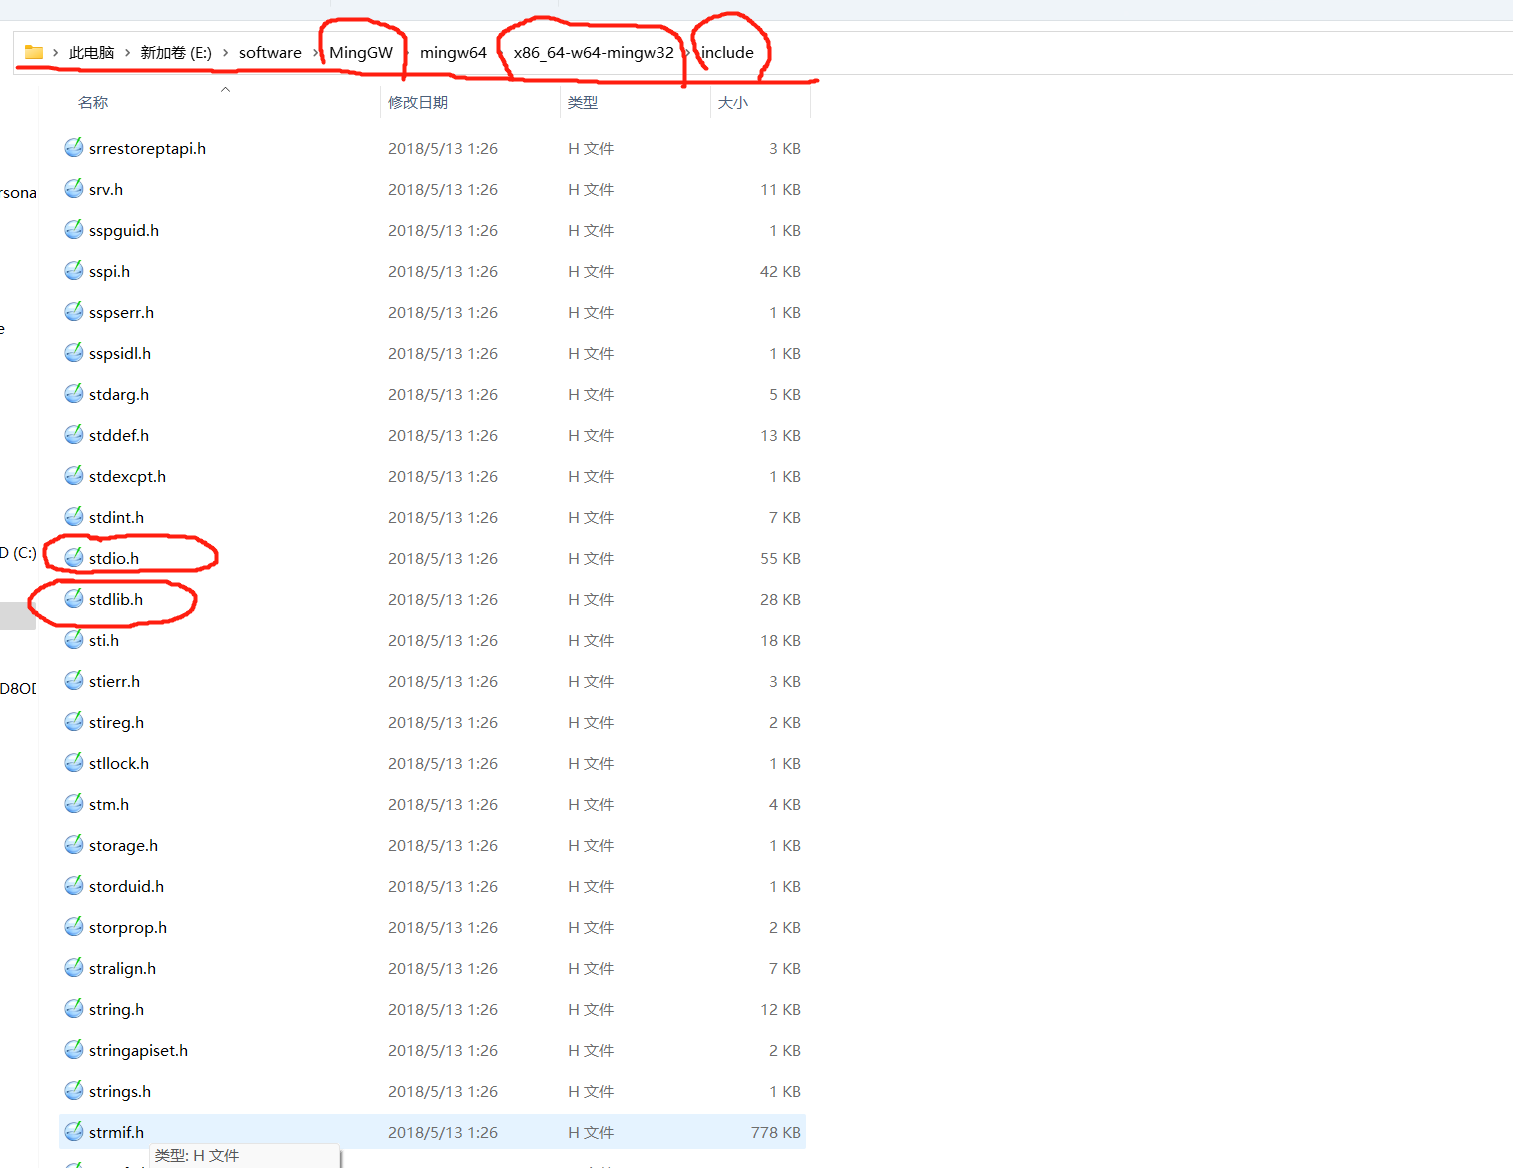 此电脑 › 新加卷 (E:) › software › MingGW › mingw64 › x86_64-w64-mingw32 › include
名称 修改日期 类型 大小
srrestoreptapi.h 2018/5/13 1:26 H 文件 3 KB
rsona
srv.h 2018/5/13 1:26 H 文件 11 KB
sspguid.h 2018/5/13 1:26 H 文件 1 KB
sspi.h 2018/5/13 1:26 H 文件 42 KB
sspserr.h 2018/5/13 1:26 H 文件 1 KB
e
sspsidl.h 2018/5/13 1:26 H 文件 1 KB
stdarg.h 2018/5/13 1:26 H 文件 5 KB
stddef.h 2018/5/13 1:26 H 文件 13 KB
stdexcpt.h 2018/5/13 1:26 H 文件 1 KB
stdint.h 2018/5/13 1:26 H 文件 7 KB
D (C:)
stdio.h 2018/5/13 1:26 H 文件 55 KB
stdlib.h 2018/5/13 1:26 H 文件 28 KB
sti.h 2018/5/13 1:26 H 文件 18 KB
stierr.h 2018/5/13 1:26 H 文件 3 KB
D8OD
stireg.h 2018/5/13 1:26 H 文件 2 KB
stllock.h 2018/5/13 1:26 H 文件 1 KB
stm.h 2018/5/13 1:26 H 文件 4 KB
storage.h 2018/5/13 1:26 H 文件 1 KB
storduid.h 2018/5/13 1:26 H 文件 1 KB
storprop.h 2018/5/13 1:26 H 文件 2 KB
stralign.h 2018/5/13 1:26 H 文件 7 KB
string.h 2018/5/13 1:26 H 文件 12 KB
stringapiset.h 2018/5/13 1:26 H 文件 2 KB
strings.h 2018/5/13 1:26 H 文件 1 KB
strmif.h 2018/5/13 1:26 H 文件 778 KB
类型: H 文件